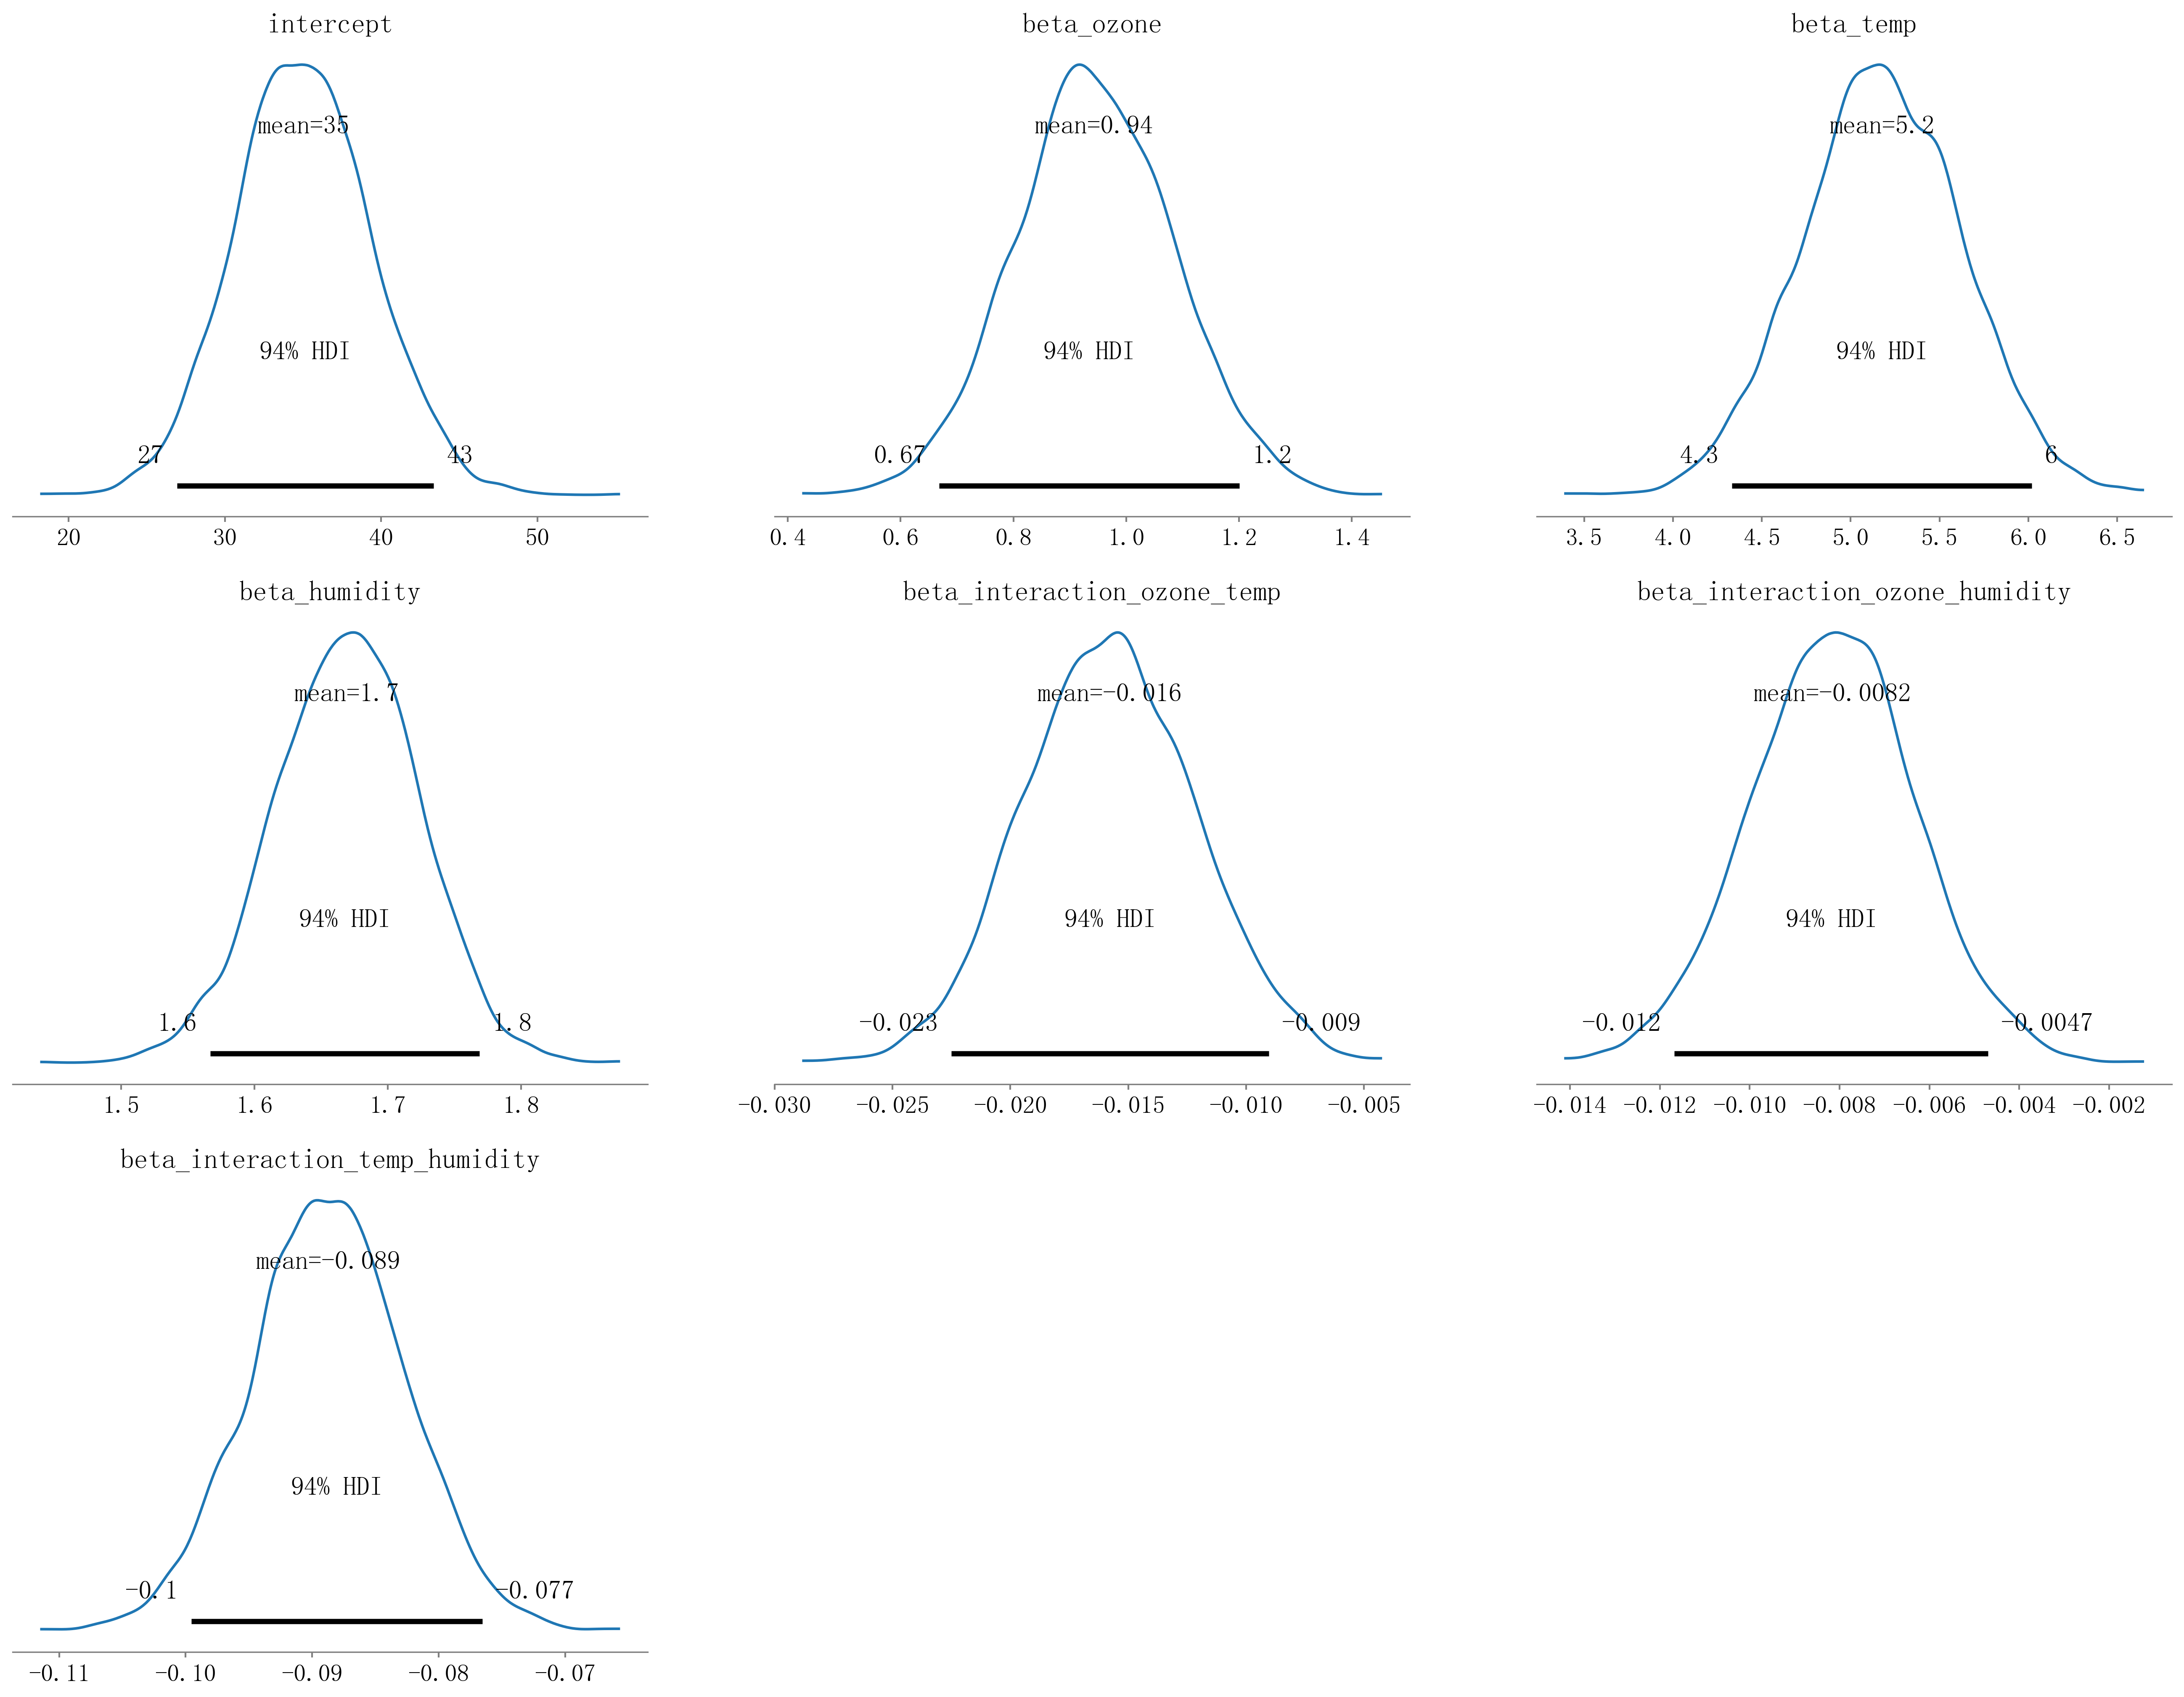 intercept
mean=35
94% HDI
27 43
20 30 40 50
beta_ozone
mean=0.94
94% HDI
0.67 1.2
0.4 0.6 0.8 1.0 1.2 1.4
beta_temp
mean=5.2
94% HDI
4.3 6
3.5 4.0 4.5 5.0 5.5 6.0 6.5
beta_humidity
mean=1.7
94% HDI
1.6 1.8
1.5 1.6 1.7 1.8
beta_interaction_ozone_temp
mean=−0.016
94% HDI
−0.023 −0.009
−0.030 −0.025 −0.020 −0.015 −0.010 −0.005
beta_interaction_ozone_humidity
mean=−0.0082
94% HDI
−0.012 −0.0047
−0.014 −0.012 −0.010 −0.008 −0.006 −0.004 −0.002
beta_interaction_temp_humidity
mean=−0.089
94% HDI
−0.1 −0.077
−0.11 −0.10 −0.09 −0.08 −0.07